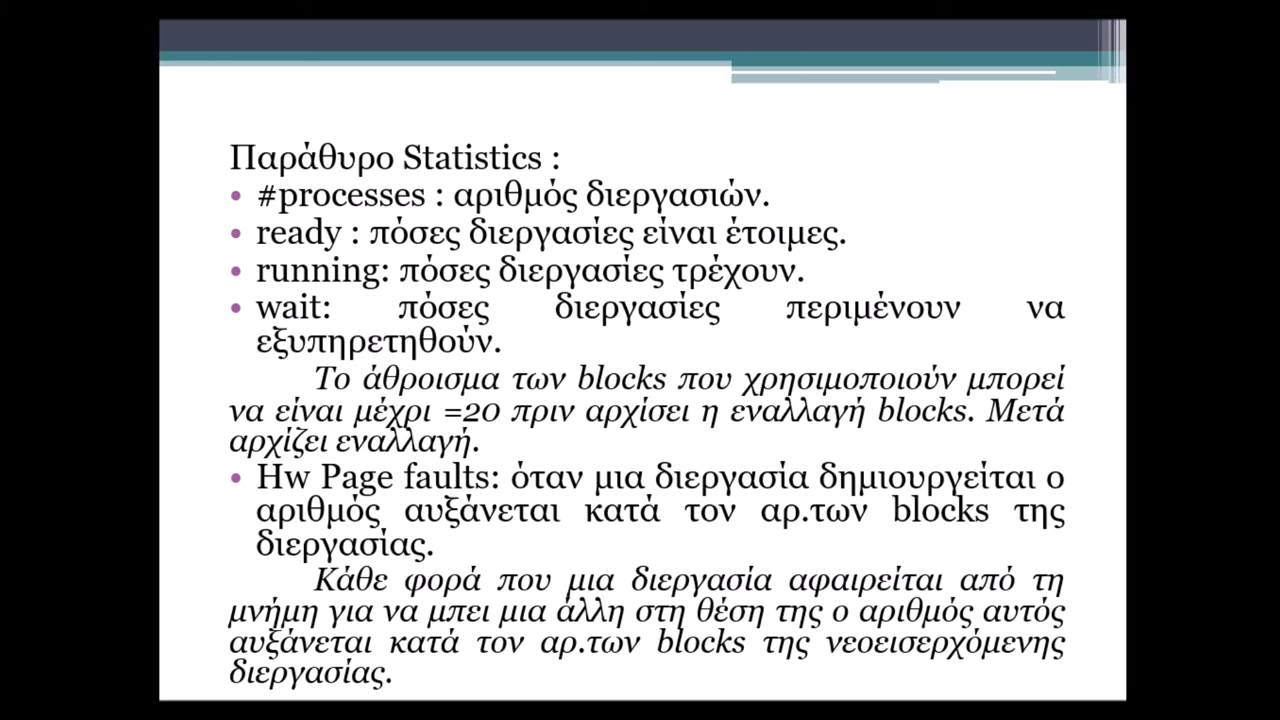 Παράθυρο Statistics :
• #processes : αριθμός διεργασιών.
• ready : πόσες διεργασίες είναι έτοιμες.
• running: πόσες διεργασίες τρέχουν.
• wait: πόσες διεργασίες περιμένουν να
εξυπηρετηθούν.
Το άθροισμα των blocks που χρησιμοποιούν μπορεί
να είναι μέχρι =20 πριν αρχίσει η εναλλαγή blocks. Μετά
αρχίζει εναλλαγή.
• Hw Page faults: όταν μια διεργασία δημιουργείται ο
αριθμός αυξάνεται κατά τον αρ.των blocks της
διεργασίας.
Κάθε φορά που μια διεργασία αφαιρείται από τη
μνήμη για να μπει μια άλλη στη θέση της ο αριθμός αυτός
αυξάνεται κατά τον αρ.των blocks της νεοεισερχόμενης
διεργασίας.